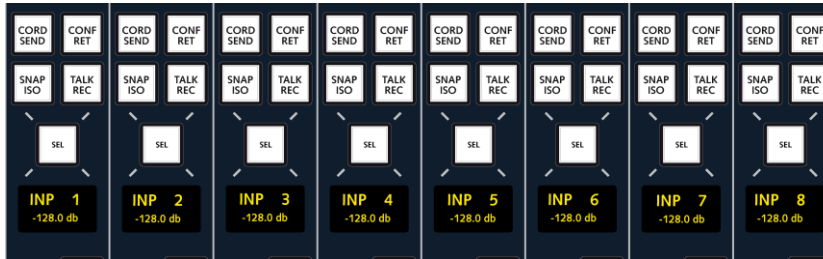 CORD SEND CONF RET CORD SEND CONF RET CORD SEND CONF RET CORD SEND CONF RET CORD SEND CONF RET CORD SEND CONF RET CORD SEND CONF RET CORD SEND CONF RET
SNAP ISO TALK REC SNAP ISO TALK REC SNAP ISO TALK REC SNAP ISO TALK REC SNAP ISO TALK REC SNAP ISO TALK REC SNAP ISO TALK REC SNAP ISO TALK REC
SEL SEL SEL SEL SEL SEL SEL SEL
INP 1 INP 2 INP 3 INP 4 INP 5 INP 6 INP 7 INP 8
-128.0 db -128.0 db -128.0 db -128.0 db -128.0 db -128.0 db -128.0 db -128.0 db